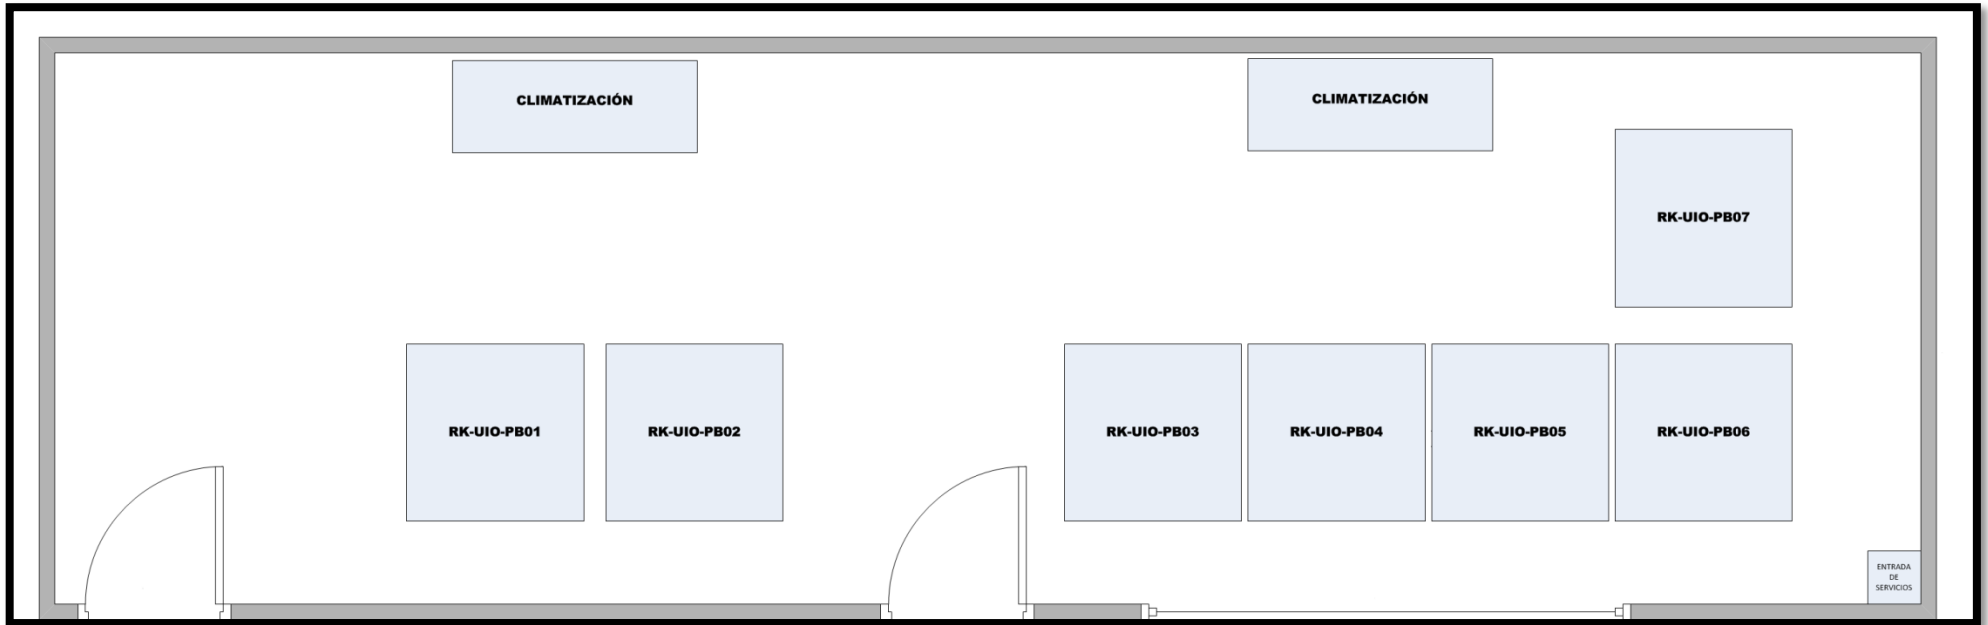 CLIMATIZACIÓN
CLIMATIZACIÓN
RK-UIO-PB07
RK-UIO-PB01
RK-UIO-PB02
RK-UIO-PB03
RK-UIO-PB04
RK-UIO-PB05
RK-UIO-PB06
ENTRADA
DE
SERVICIOS